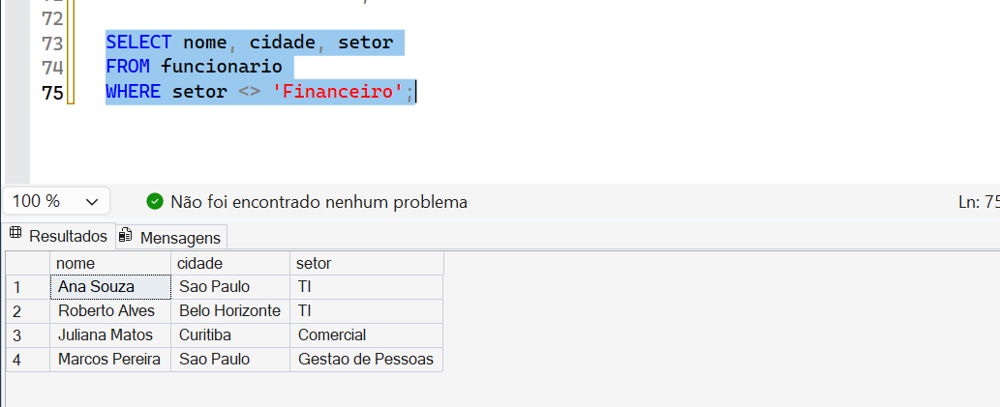 72
73 SELECT nome, cidade, setor
74 FROM funcionario
75 WHERE setor <> 'Financeiro';
100 % Não foi encontrado nenhum problema Ln: 75
Resultados Mensagens
nome cidade setor
1 Ana Souza Sao Paulo TI
2 Roberto Alves Belo Horizonte TI
3 Juliana Matos Curitiba Comercial
4 Marcos Pereira Sao Paulo Gestao de Pessoas